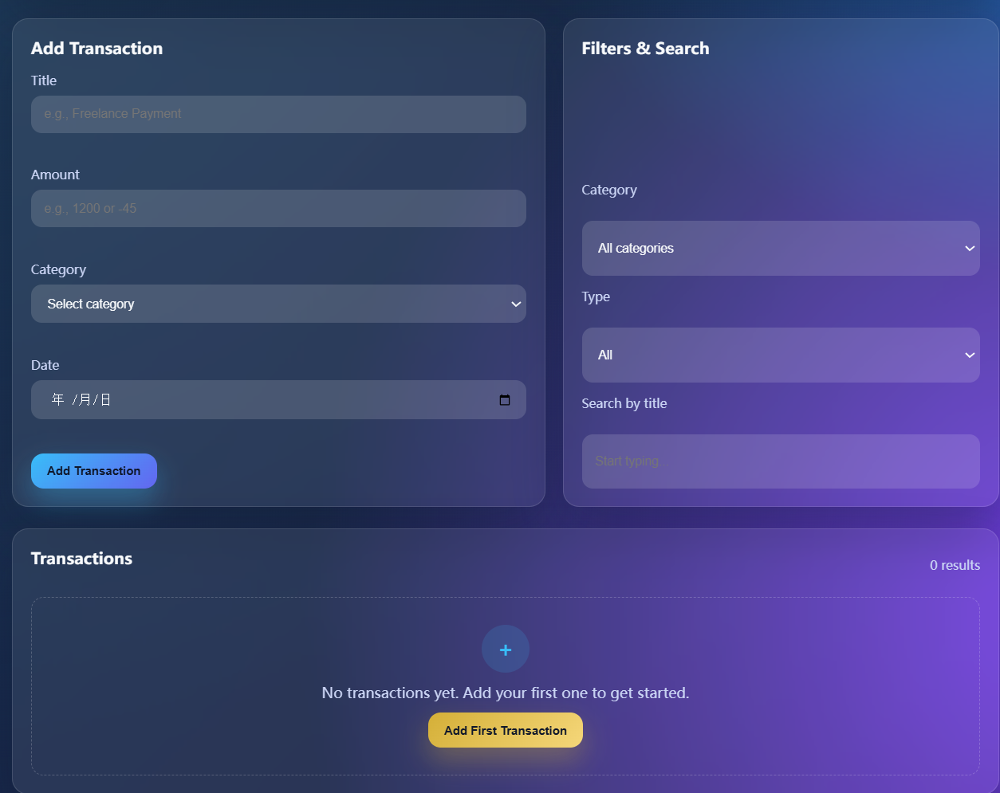 Add Transaction
Title
e.g., Freelance Payment
Amount
e.g., 1200 or -45
Category
Select category
Date
年 /月/日
Add Transaction
Filters & Search
Category
All categories
Type
All
Search by title
Start typing...
Transactions
0 results
+
No transactions yet. Add your first one to get started.
Add First Transaction